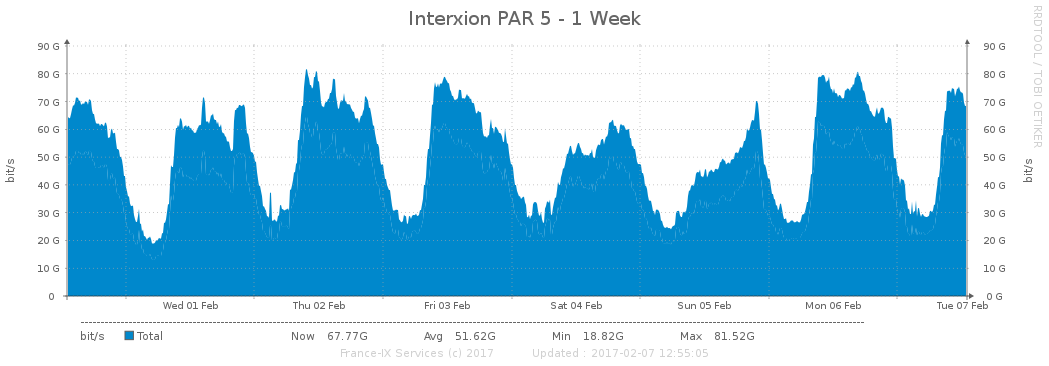 Interxion PAR 5 - 1 Week
RRDTOOL / TOBI OETIKER
bit/s
90 G 90 G
80 G 80 G
70 G 70 G
60 G 60 G
50 G 50 G
40 G 40 G
30 G 30 G
20 G 20 G
10 G 10 G
0 0 G
bit/s
Wed 01 Feb Thu 02 Feb Fri 03 Feb Sat 04 Feb Sun 05 Feb Mon 06 Feb Tue 07 Feb
bit/s Total Now 67.77G Avg 51.62G Min 18.82G Max 81.52G
France-IX Services (c) 2017 Updated : 2017-02-07 12:55:05